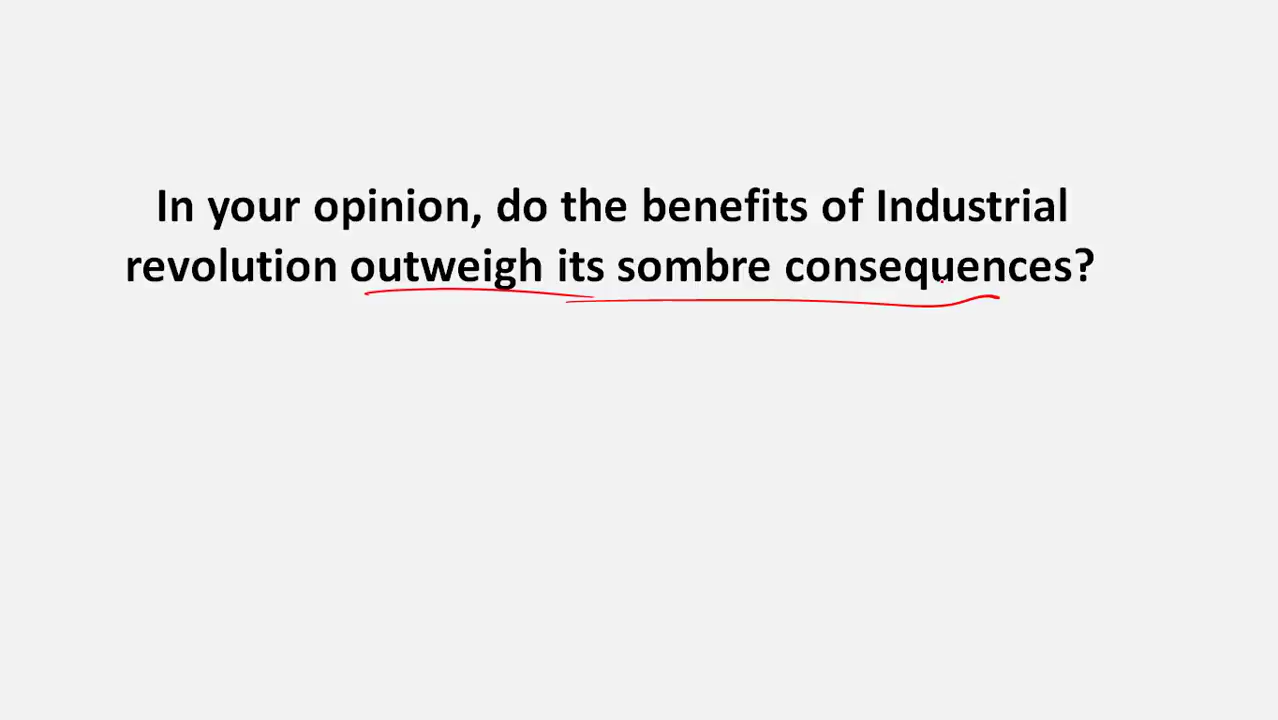 In your opinion, do the benefits of Industrial
revolution outweigh its sombre consequences?